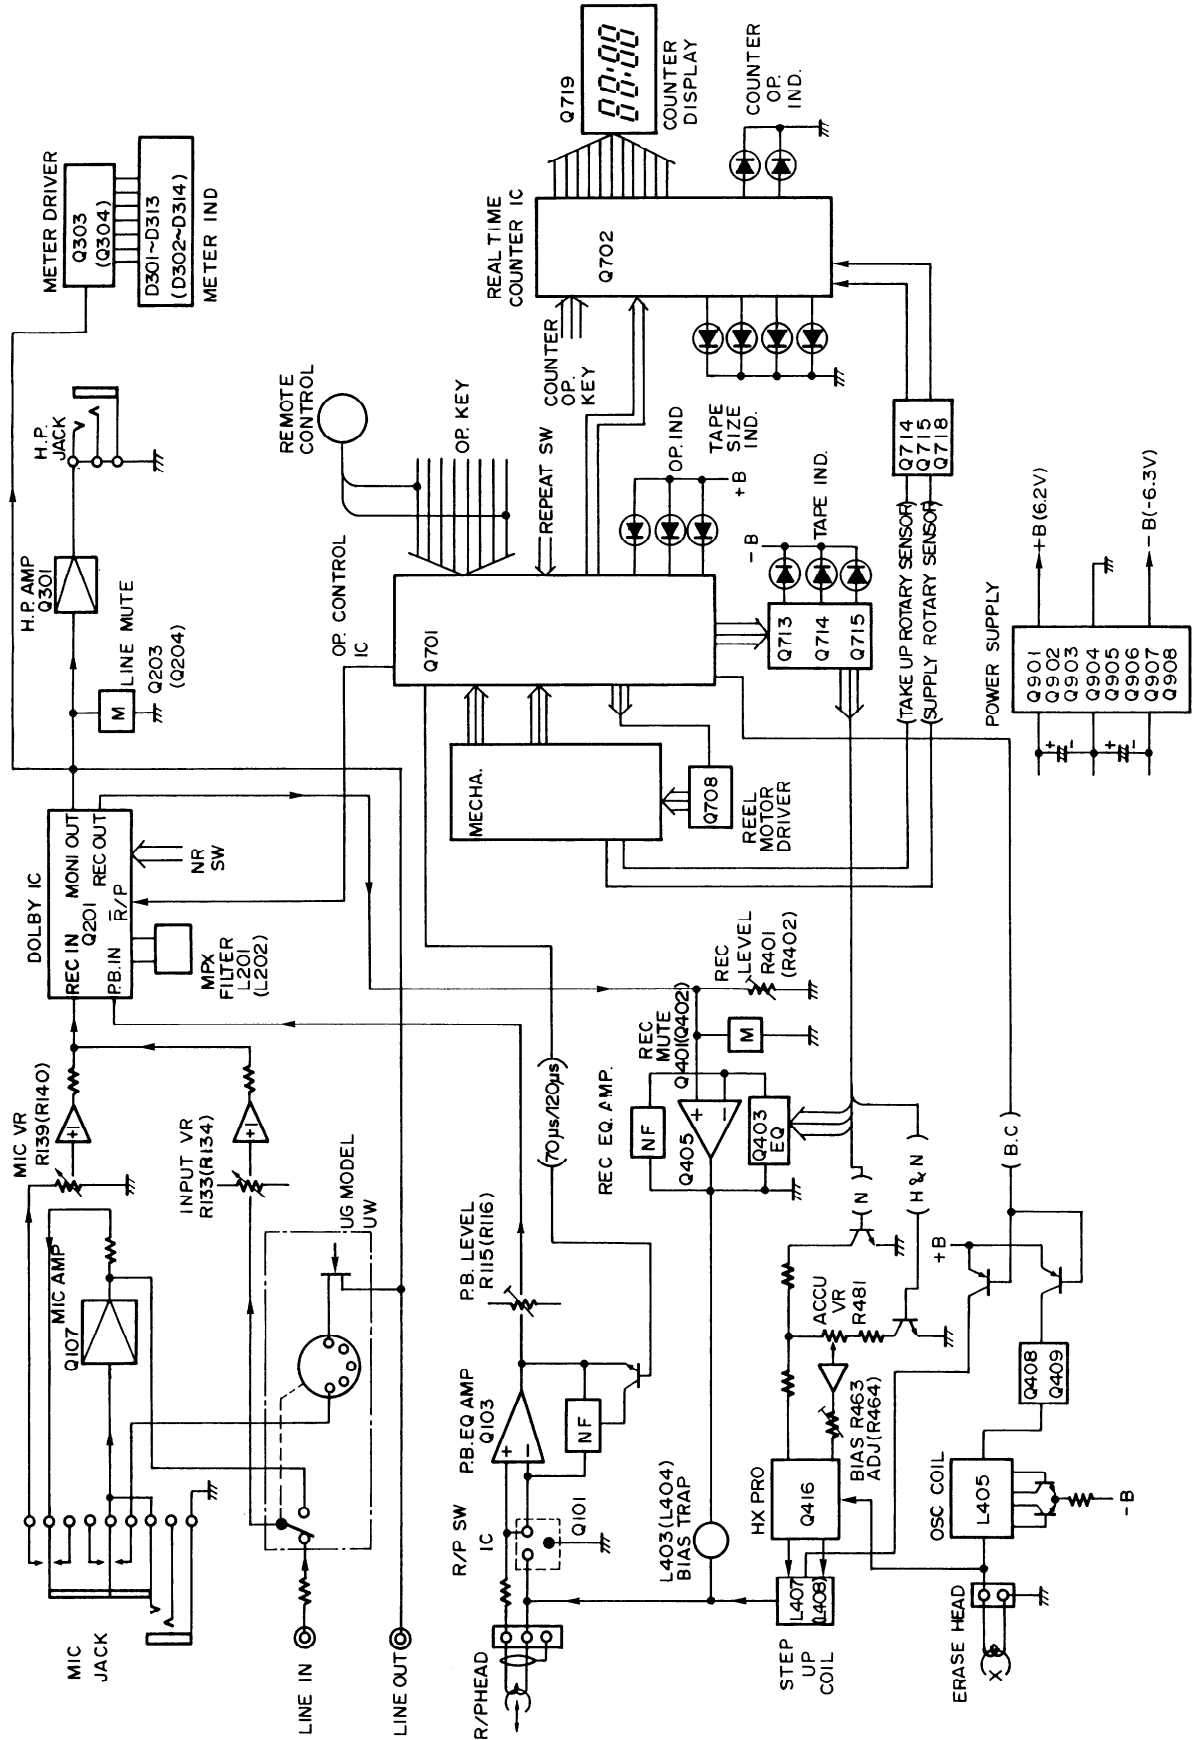 MIC
JACK
MIC AMP
Q107
MIC VR
R139(R140)
+1
INPUT VR
R133(R134)
+1
UG MODEL
UW
LINE IN
LINE OUT
DOLBY IC
REC IN
MONI OUT
Q201
REC OUT
P.B.IN
R/P
MPX
FILTER
L201
(L202)
NR
SW
M
LINE MUTE
Q203
(Q204)
H.P. AMP
Q301
H.P.
JACK
METER DRIVER
Q303
(Q304)
D301~D313
(D302~D314)
METER IND
R/PHEAD
R/P SW
IC
Q101
P.B.EQ AMP
Q103
+
-
NF
P.B. LEVEL
R115(R116)
(70μs/120μs)
OP. CONTROL
IC
Q701
REMOTE
CONTROL
OP. KEY
REPEAT SW
MECHA.
Q708
REEL
MOTOR
DRIVER
OP. IND
TAPE
SIZE
IND.
+B
-B
TAPE IND.
Q713
Q714
Q715
REAL TIME
COUNTER IC
Q702
COUNTER
OP.
KEY
Q719
00:00
00:00
COUNTER
DISPLAY
COUNTER
OP.
IND.
Q714
Q715
Q718
(TAKE UP ROTARY SENSOR)
(SUPPLY ROTARY SENSOR)
REC EQ. AMP.
NF
Q405
+
-
REC
MUTE
Q401(Q402)
M
REC
LEVEL
R401
(R402)
Q403
EQ
L403(L404)
BIAS TRAP
STEP
UP
COIL
L407
(L408)
HX PRO
Q416
BIAS R463
ADJ(R464)
ACCU
VR
R481
(N)
(H&N)
(B.C)
+B
ERASE HEAD
X
OSC COIL
L405
-B
Q408
Q409
POWER SUPPLY
Q901
Q902
Q903
Q904
Q905
Q906
Q907
Q908
+
-
+
-
+B(6.2V)
-B(-6.3V)